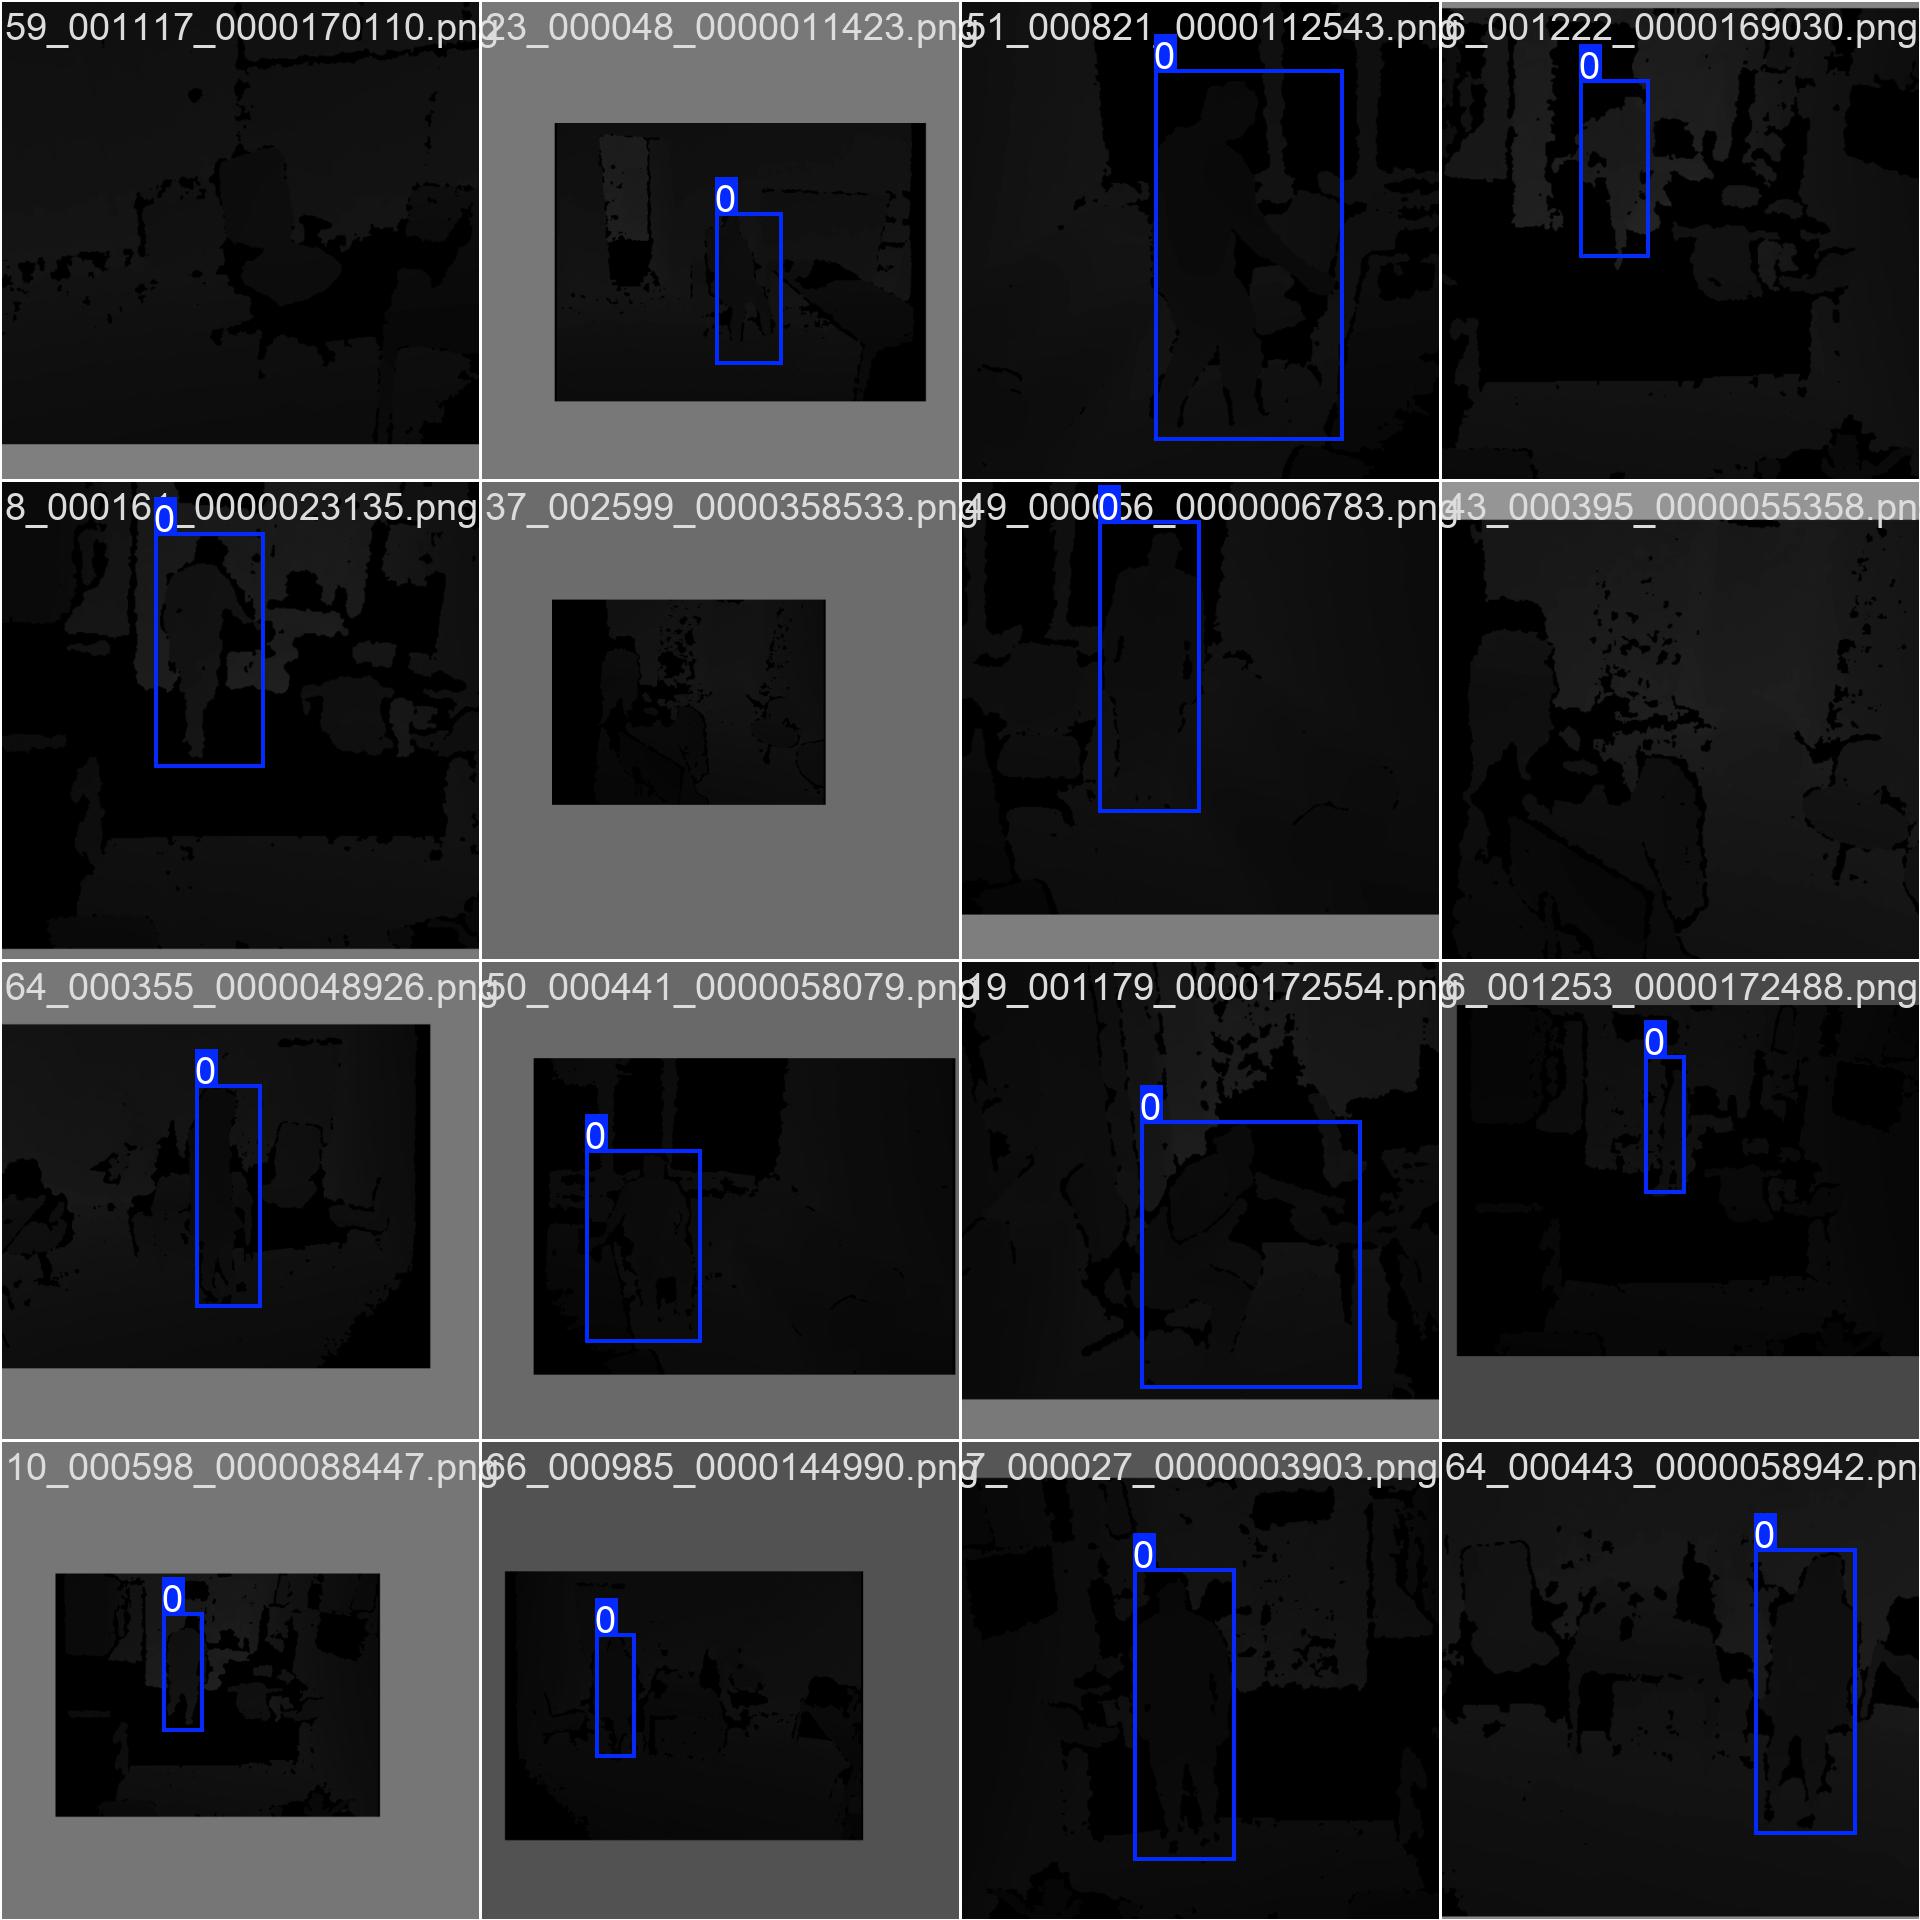 59_001117_0000170110.png
23_000048_0000011423.png
51_000821_0000112543.png
6_001222_0000169030.png
0
0
0
8_000161_0000023135.png
37_002599_0000358533.png
49_000056_0000006783.png
43_000395_0000055358.pn
0
0
64_000355_0000048926.png
50_000441_0000058079.png
19_001179_0000172554.png
6_001253_0000172488.png
0
0
0
0
10_000598_0000088447.png
66_000985_0000144990.png
7_000027_0000003903.png
64_000443_0000058942.pn
0
0
0
0